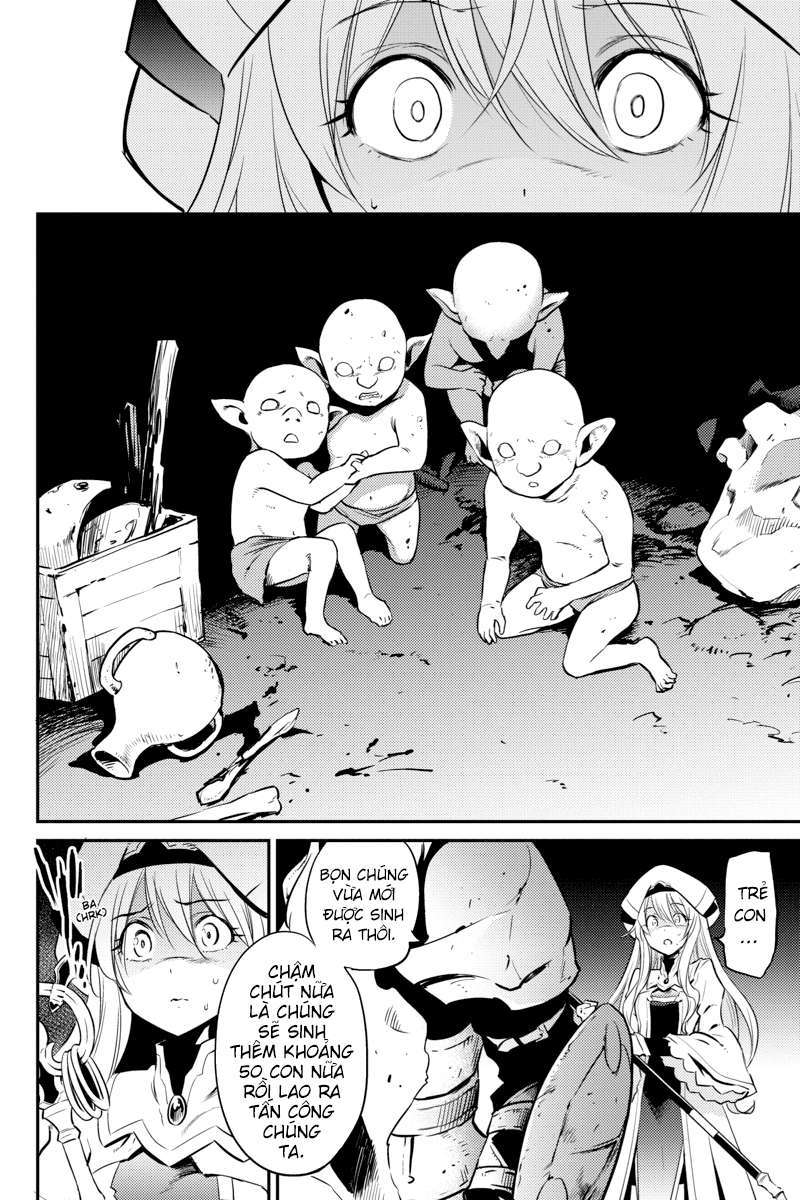 TRẺ
CON
...
BỌN CHÚNG
VỪA MỚI
ĐƯỢC SINH
RA THÔI.
CHẬM
CHÚT NỮA
LÀ CHÚNG
SẼ SINH
THÊM KHOẢNG
50 CON NỮA
RỒI LAO RA
TẤN CÔNG
CHÚNG
TA.
BA
(HRK)